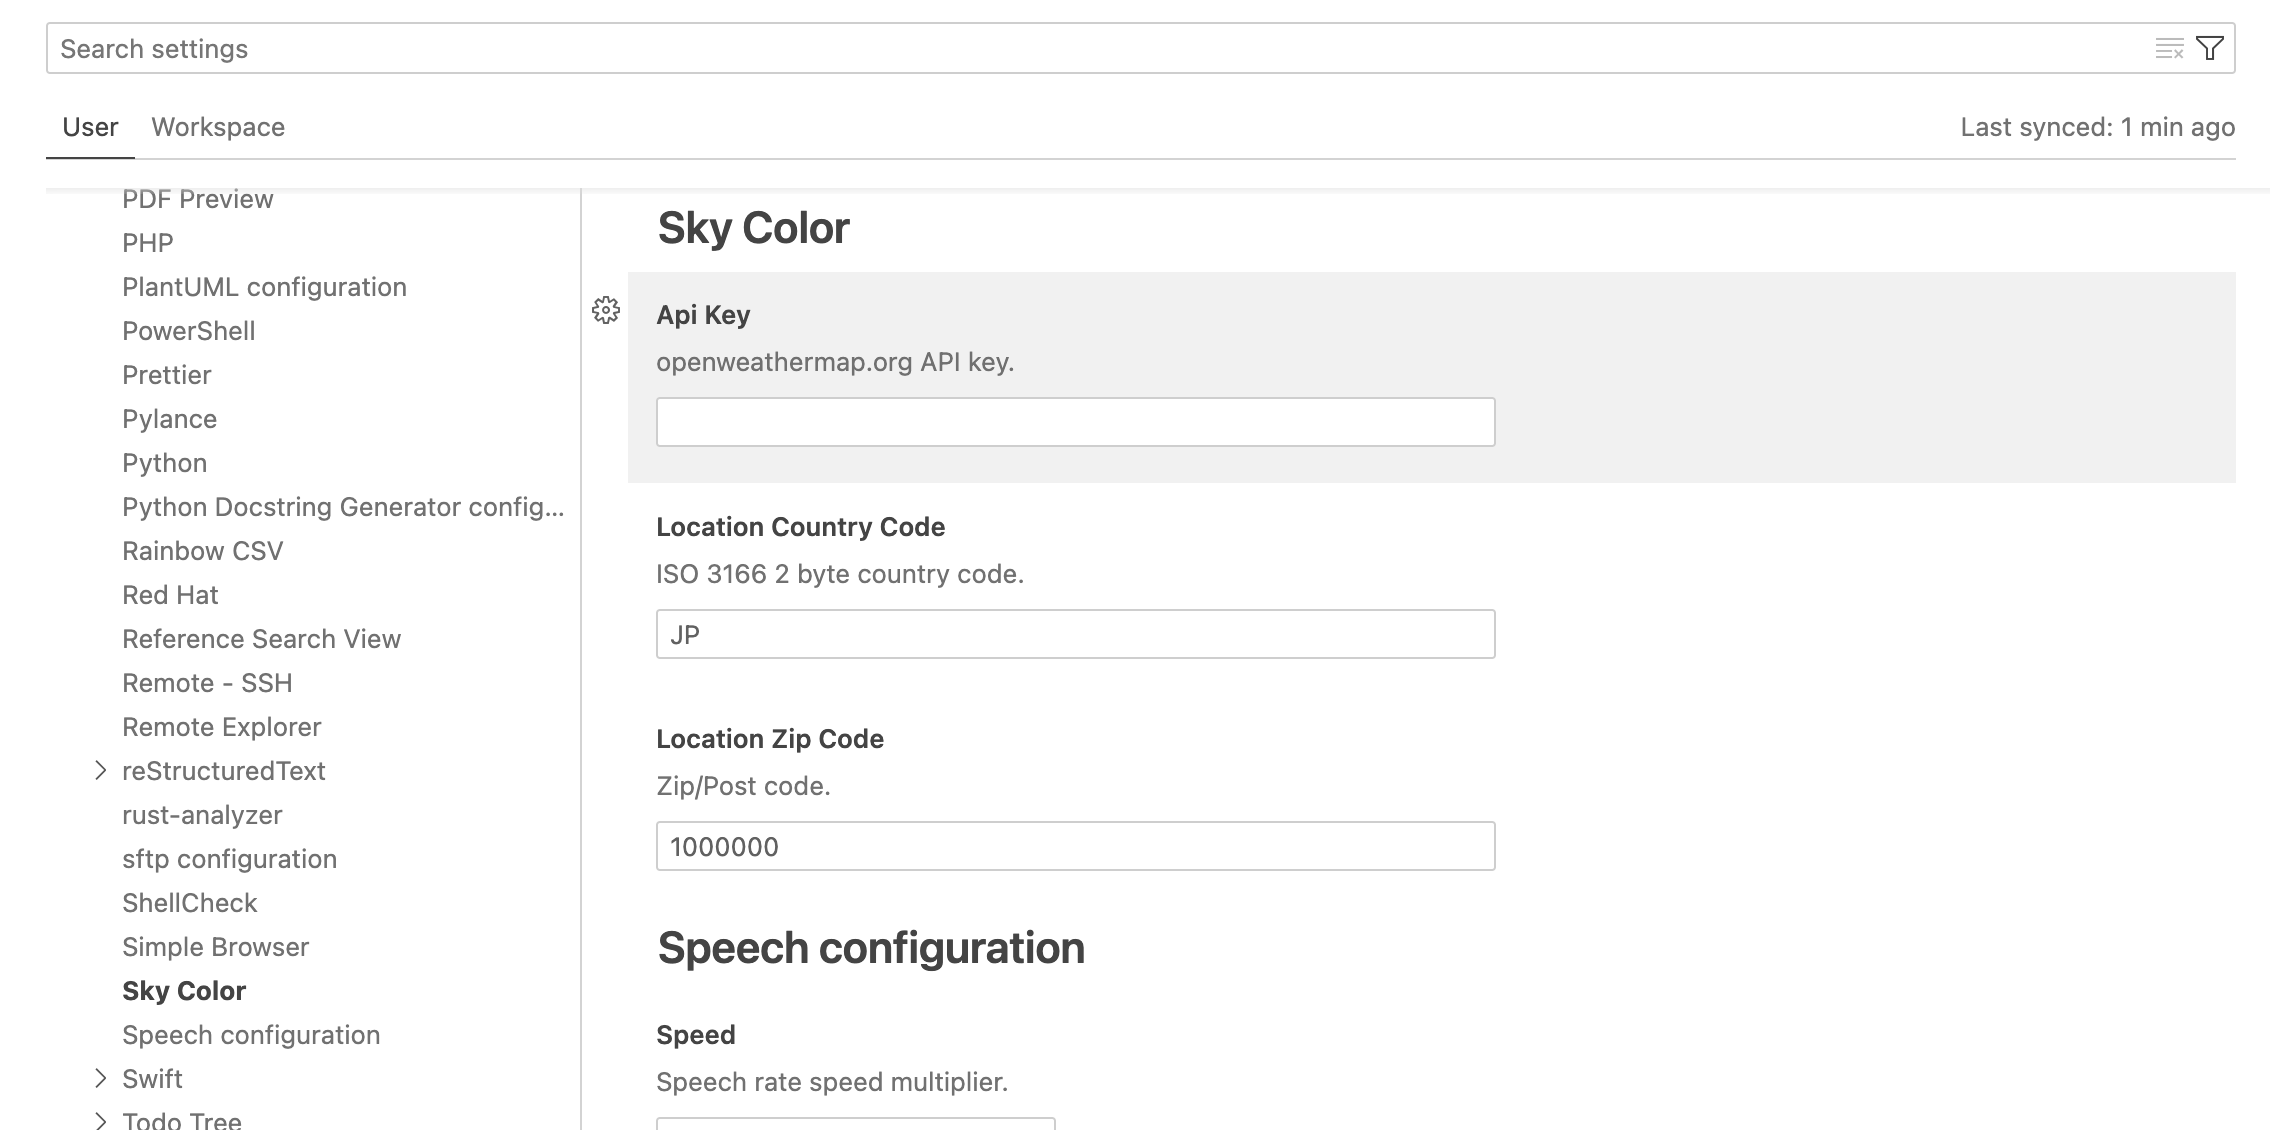 Search settings
User
Workspace
Last synced: 1 min ago
PDF Preview
PHP
PlantUML configuration
PowerShell
Prettier
Pylance
Python
Python Docstring Generator config...
Rainbow CSV
Red Hat
Reference Search View
Remote - SSH
Remote Explorer
reStructuredText
rust-analyzer
sftp configuration
ShellCheck
Simple Browser
Sky Color
Speech configuration
Swift
Todo Tree
Sky Color
Api Key
openweathermap.org API key.
Location Country Code
ISO 3166 2 byte country code.
JP
Location Zip Code
Zip/Post code.
1000000
Speech configuration
Speed
Speech rate speed multiplier.